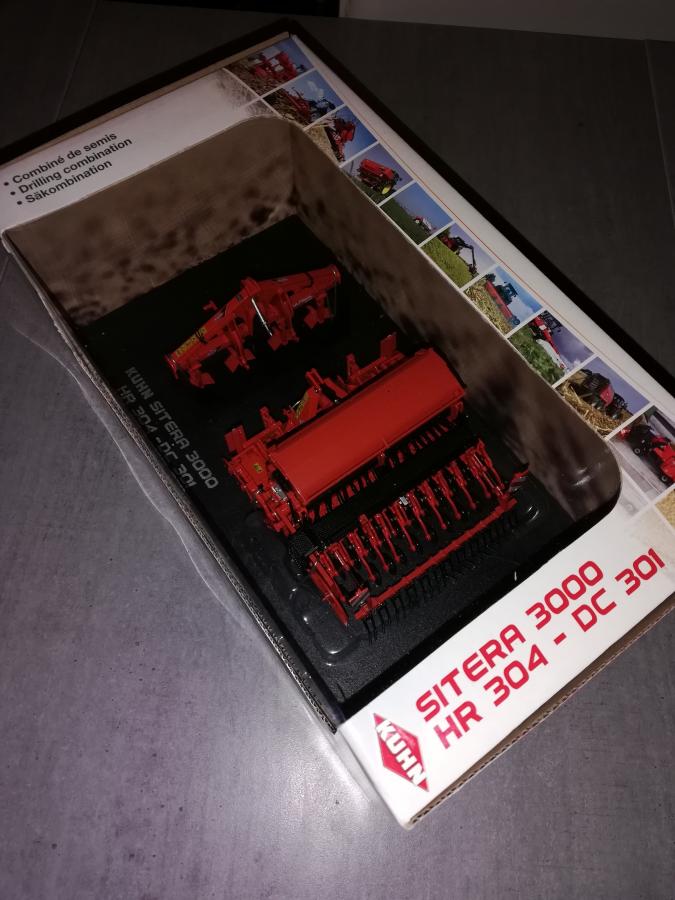 • Combiné de semis
• Drilling combination
• Säkombination
KUHN SITERA 3000
HR 304 - DC 301
SITERA 3000
HR 304 - DC 301
KUHN